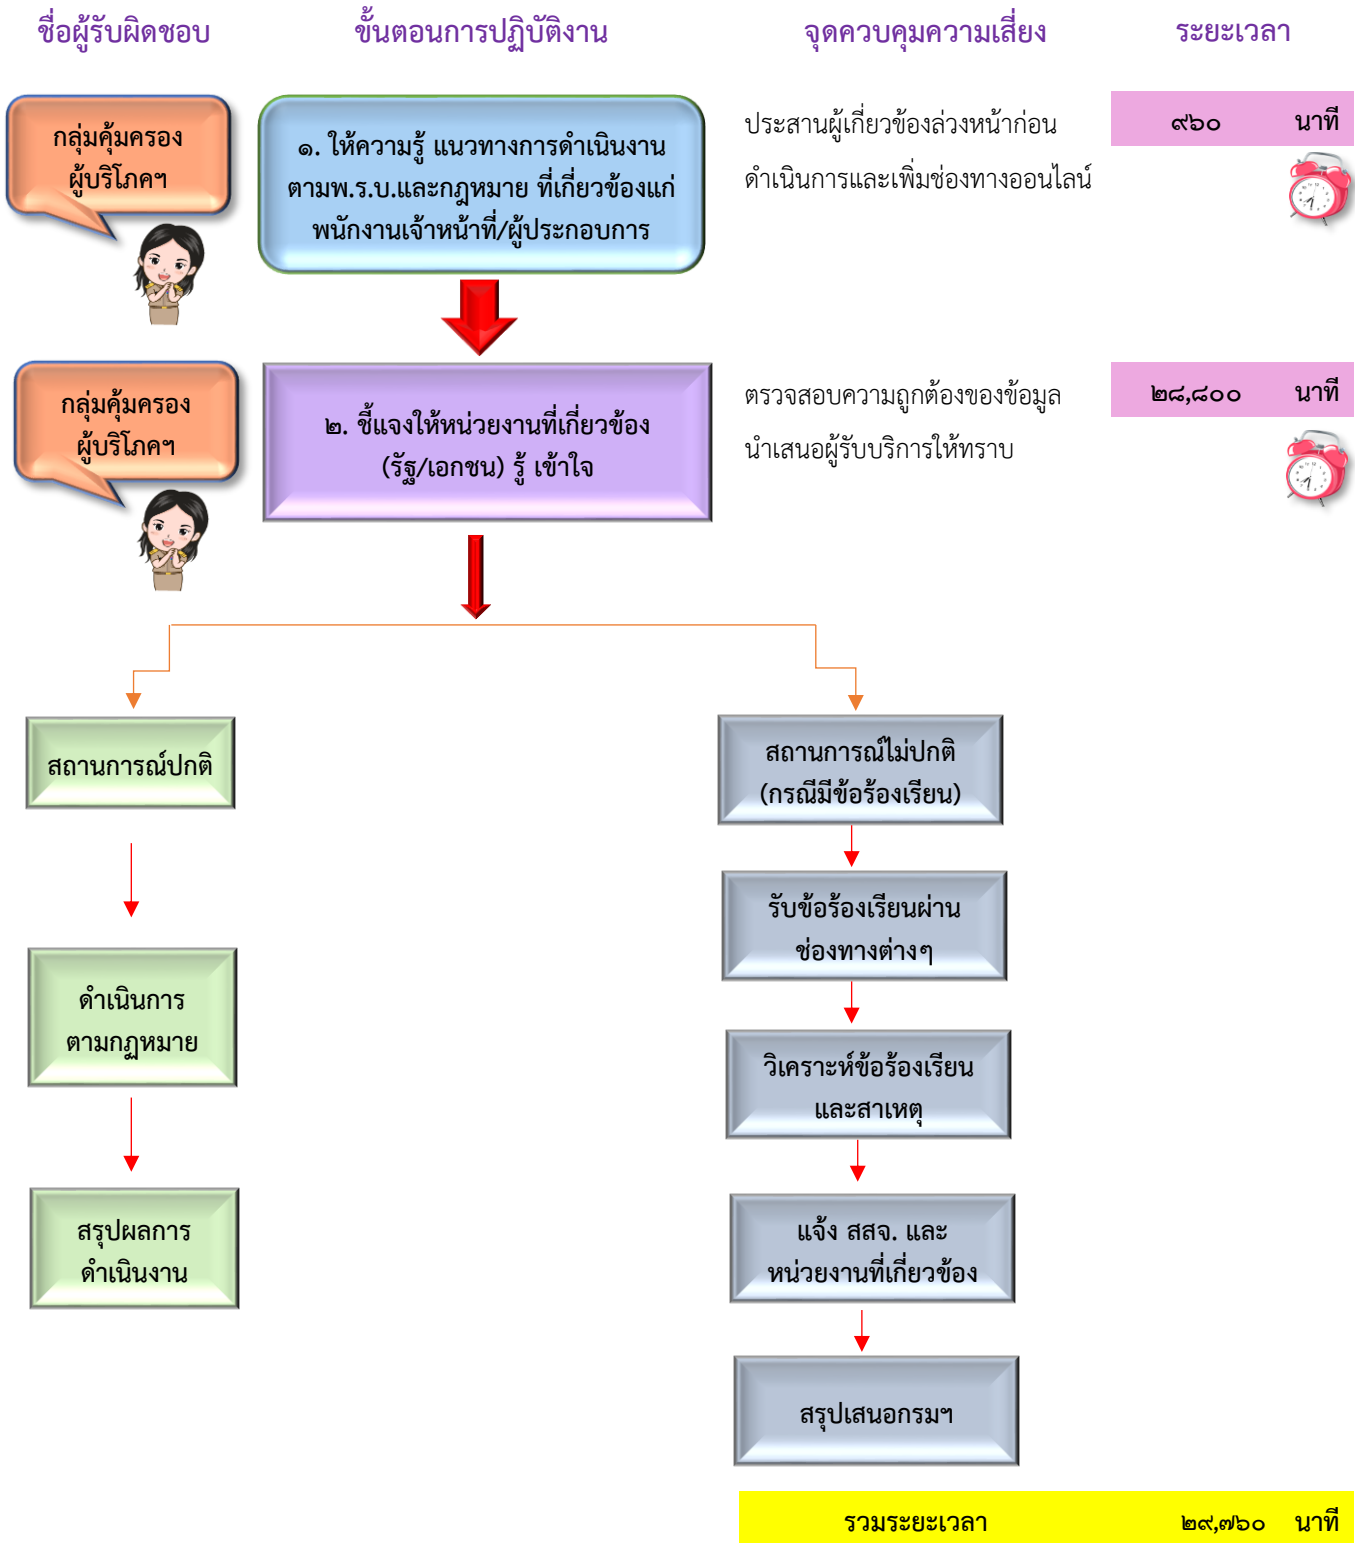 ชื่อผู้รับผิดชอบ ขั้นตอนการปฏิบัติงาน จุดควบคุมความเสี่ยง ระยะเวลา
กลุ่มคุ้มครอง
ผู้บริโภคฯ
๑. ให้ความรู้ แนวทางการดำเนินงาน
ตามพ.ร.บ.และกฎหมาย ที่เกี่ยวข้องแก่
พนักงานเจ้าหน้าที่/ผู้ประกอบการ
ประสานผู้เกี่ยวข้องล่วงหน้าก่อน
ดำเนินการและเพิ่มช่องทางออนไลน์
๙๖๐ นาที
กลุ่มคุ้มครอง
ผู้บริโภคฯ
๒. ชี้แจงให้หน่วยงานที่เกี่ยวข้อง
(รัฐ/เอกชน) รู้ เข้าใจ
ตรวจสอบความถูกต้องของข้อมูล
นำเสนอผู้รับบริการให้ทราบ
๒๘,๘๐๐ นาที
สถานการณ์ปกติ
ดำเนินการ
ตามกฎหมาย
สรุปผลการ
ดำเนินงาน
สถานการณ์ไม่ปกติ
(กรณีมีข้อร้องเรียน)
รับข้อร้องเรียนผ่าน
ช่องทางต่างๆ
วิเคราะห์ข้อร้องเรียน
และสาเหตุ
แจ้ง สสจ. และ
หน่วยงานที่เกี่ยวข้อง
สรุปเสนอกรมฯ
รวมระยะเวลา ๒๙,๗๖๐ นาที